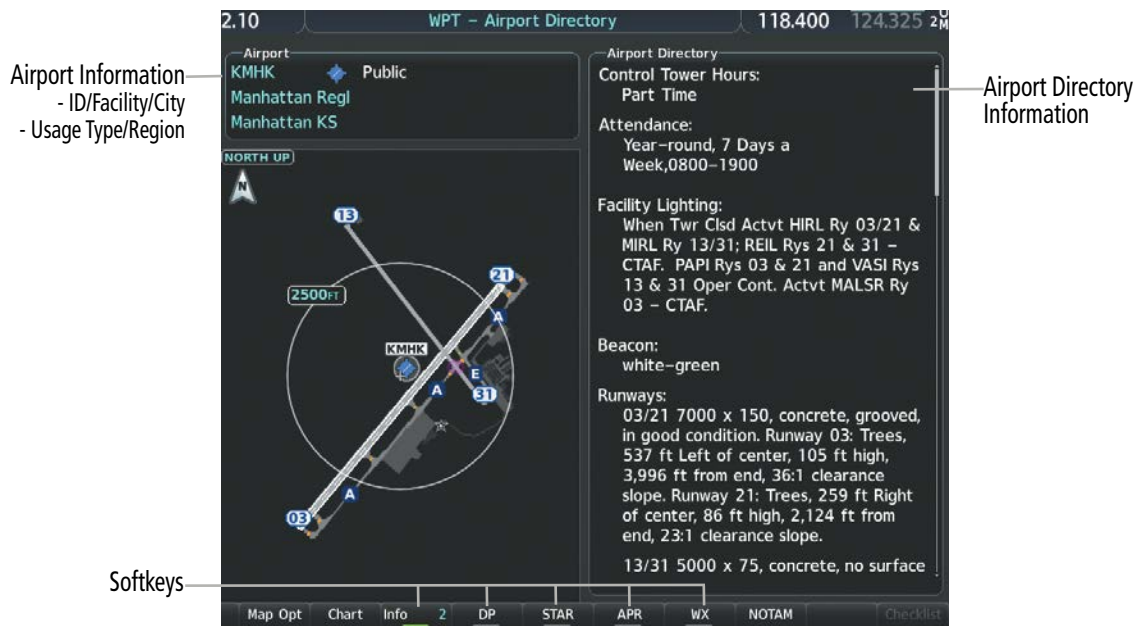 2.10
WPT – Airport Directory
118.400
124.325
2
Airport Information
- ID/Facility/City
- Usage Type/Region
Airport
KMHK
Public
Manhattan Regl
Manhattan KS
NORTH UP
N
13
21
2500FT
A
KMHK
E
A
31
A
03
Airport Directory
Control Tower Hours:
Part Time
Attendance:
Year–round, 7 Days a
Week,0800–1900
Facility Lighting:
When Twr Clsd Actvt HIRL Ry 03/21 &
MIRL Ry 13/31; REIL Rys 21 & 31 –
CTAF. PAPI Rys 03 & 21 and VASI Rys
13 & 31 Oper Cont. Actvt MALSR Ry
03 – CTAF.
Beacon:
white–green
Runways:
03/21 7000 x 150, concrete, grooved,
in good condition. Runway 03: Trees,
537 ft Left of center, 105 ft high,
3,996 ft from end, 36:1 clearance
slope. Runway 21: Trees, 259 ft Right
of center, 86 ft high, 2,124 ft from
end, 23:1 clearance slope.
13/31 5000 x 75, concrete, no surface
Airport Directory
Information
Softkeys
Map Opt
Chart
Info 2
DP
STAR
APR
WX
NOTAM
Checklist